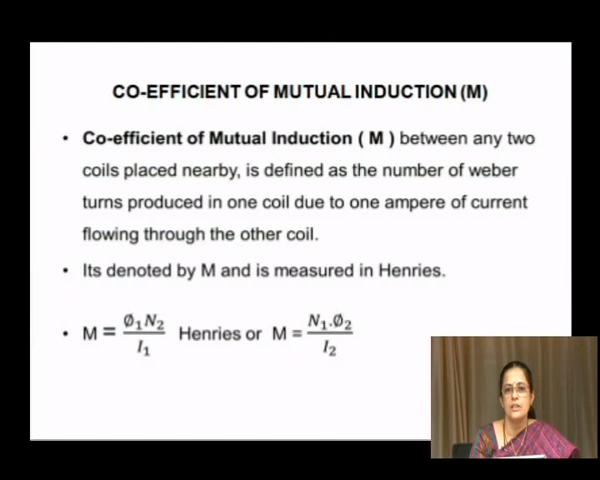 CO-EFFICIENT OF MUTUAL INDUCTION (M)
• Co-efficient of Mutual Induction ( M ) between any two
coils placed nearby, is defined as the number of weber
turns produced in one coil due to one ampere of current
flowing through the other coil.
• Its denoted by M and is measured in Henries.
• M = Ø₁N₂/I₁ Henries or M = N₁.Ø₂/I₂